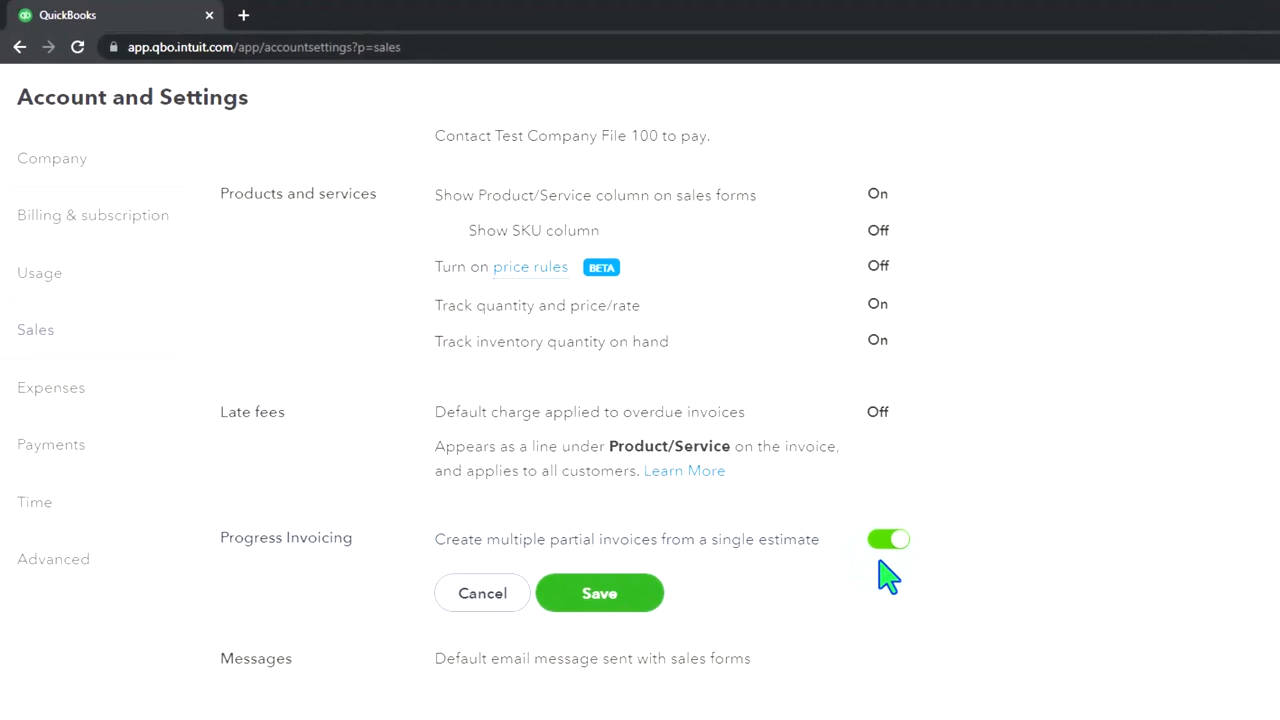 QuickBooks
app.qbo.intuit.com/app/accountsettings?p=sales
Account and Settings
Contact Test Company File 100 to pay.
Company
Products and services
Show Product/Service column on sales forms
On
Billing & subscription
Show SKU column
Off
Turn on price rules BETA
Off
Usage
Track quantity and price/rate
On
Sales
Track inventory quantity on hand
On
Expenses
Late fees
Default charge applied to overdue invoices
Off
Payments
Appears as a line under Product/Service on the invoice,
and applies to all customers. Learn More
Time
Progress Invoicing
Create multiple partial invoices from a single estimate
Advanced
Cancel
Save
Messages
Default email message sent with sales forms